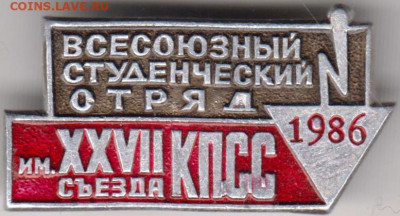 COINS.LAVE.RU
ВСЕСОЮЗНЫЙ
СТУДЕНЧЕСКИЙ
ОТРЯД
ИМ. XXVII КПСС
СЪЕЗДА
1986